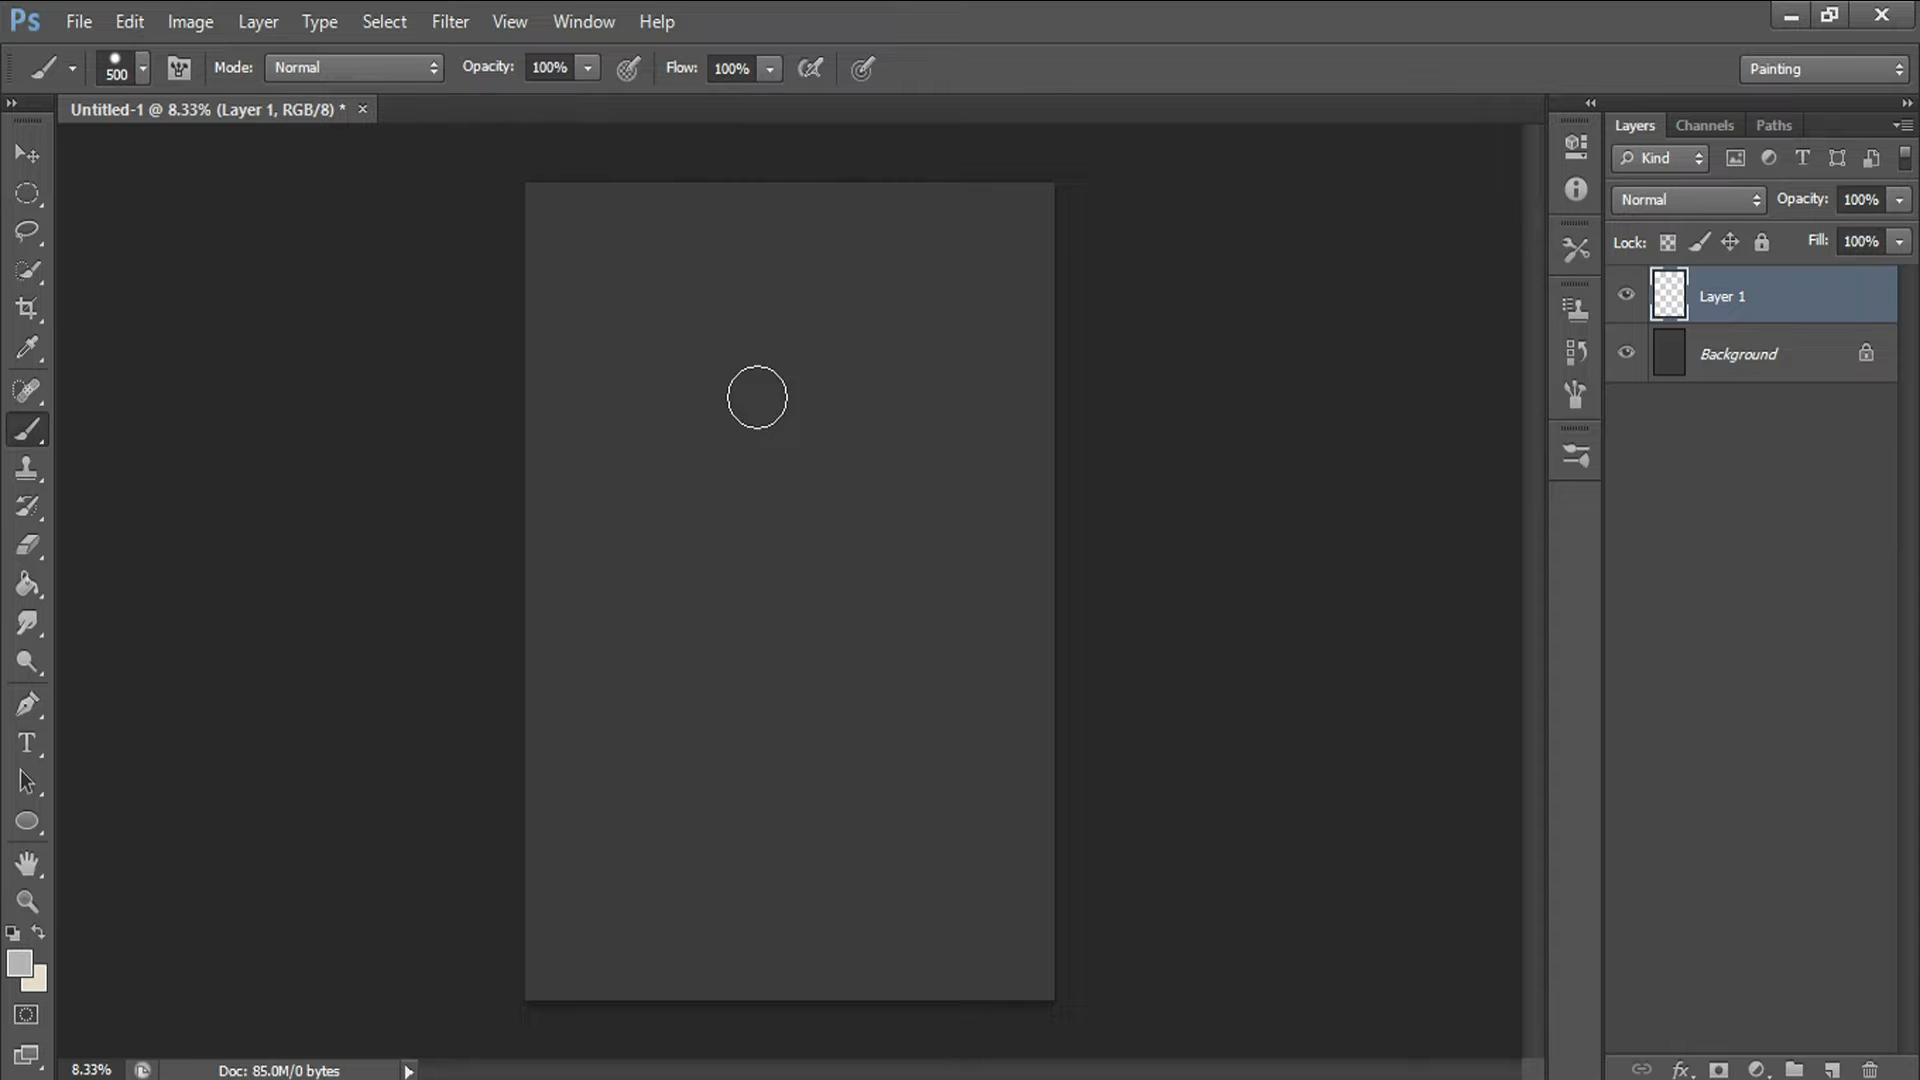 Ps File Edit Image Layer Type Select Filter View Window Help
500 Mode: Normal Opacity: 100% Flow: 100% Painting
Untitled-1 @ 8.33% (Layer 1, RGB/8) * ×
Layers Channels Paths
Kind T
Normal Opacity: 100%
Lock: Fill: 100%
Layer 1
Background
T
8.33% Doc: 85.0M/0 bytes
fx